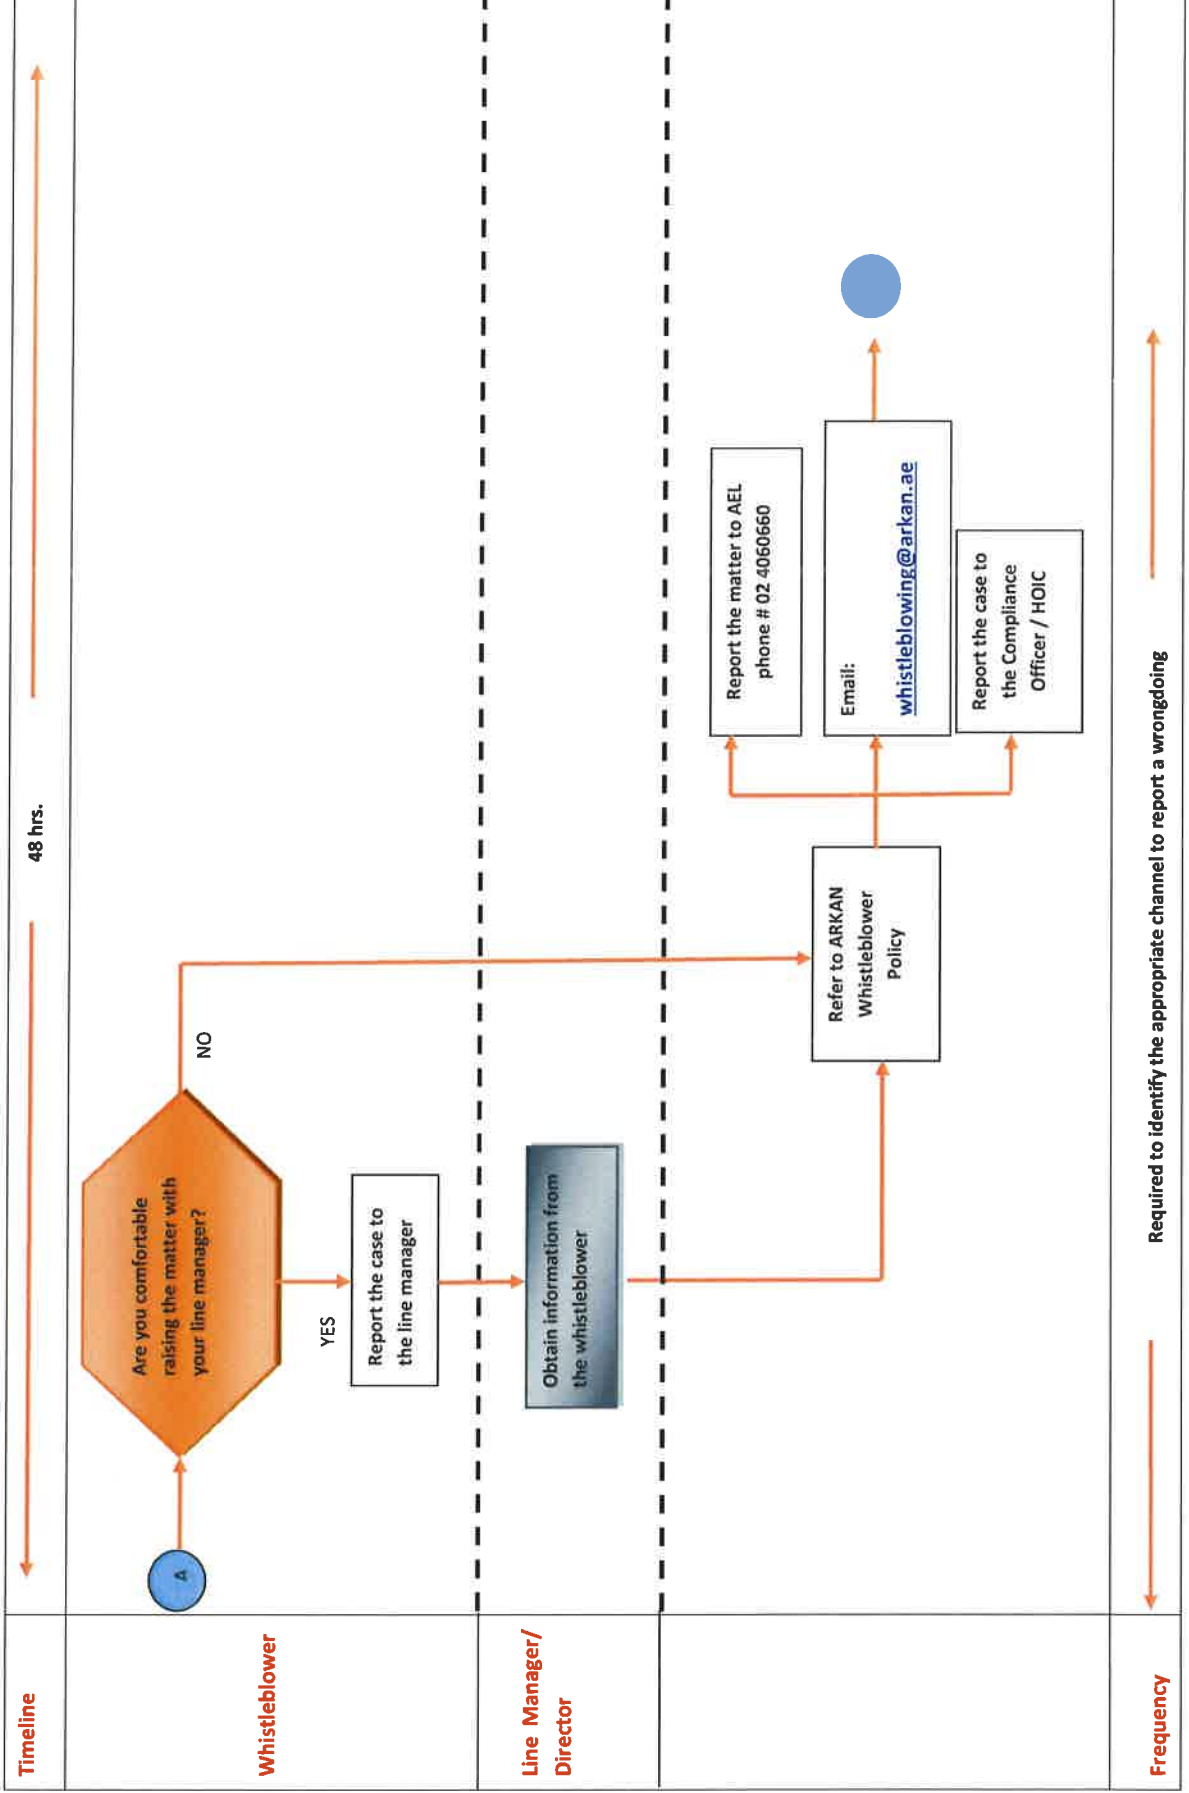 Timeline
48 hrs.
Whistleblower
A
Are you comfortable
raising the matter with
your line manager?
NO
YES
Report the case to
the line manager
Line Manager/
Director
Obtain information from
the whistleblower
Refer to ARKAN
Whistleblower
Policy
Report the matter to AEL
phone # 02 4060660
Email:
whistleblowing@arkan.ae
Report the case to
the Compliance
Officer / HOIC
Frequency
Required to identify the appropriate channel to report a wrongdoing